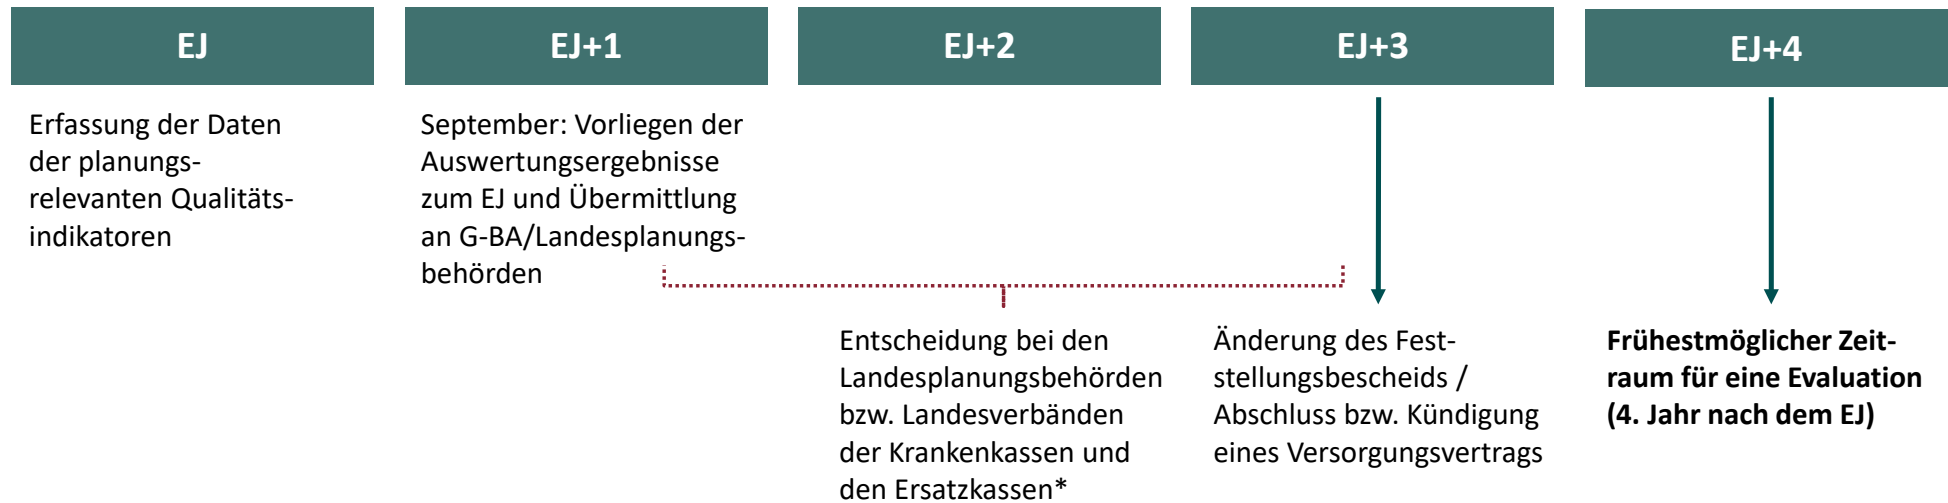 EJ
EJ+1
EJ+2
EJ+3
EJ+4
Erfassung der Daten
der planungs-
relevanten Qualitäts-
indikatoren
September: Vorliegen der
Auswertungsergebnisse
zum EJ und Übermittlung
an G-BA/Landesplanungs-
behörden
Entscheidung bei den
Landesplanungsbehörden
bzw. Landesverbänden
der Krankenkassen und
den Ersatzkassen*
Änderung des Fest-
stellungsbescheids /
Abschluss bzw. Kündigung
eines Versorgungsvertrags
Frühestmöglicher Zeit-
raum für eine Evaluation
(4. Jahr nach dem EJ)